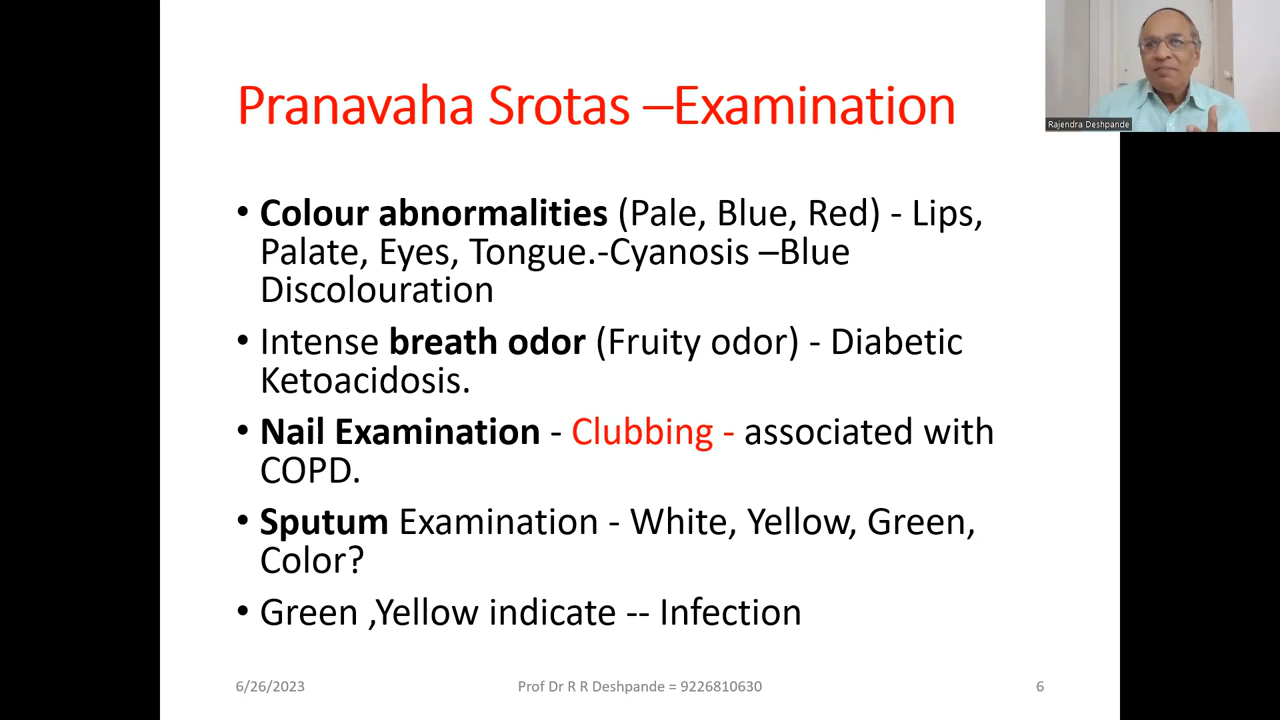 Pranavaha Srotas –Examination
Rajendra Deshpande
• Colour abnormalities (Pale, Blue, Red) - Lips,
Palate, Eyes, Tongue.-Cyanosis –Blue
Discolouration
• Intense breath odor (Fruity odor) - Diabetic
Ketoacidosis.
• Nail Examination - Clubbing - associated with
COPD.
• Sputum Examination - White, Yellow, Green,
Color?
• Green ,Yellow indicate -- Infection
6/26/2023
Prof Dr R R Deshpande = 9226810630
6